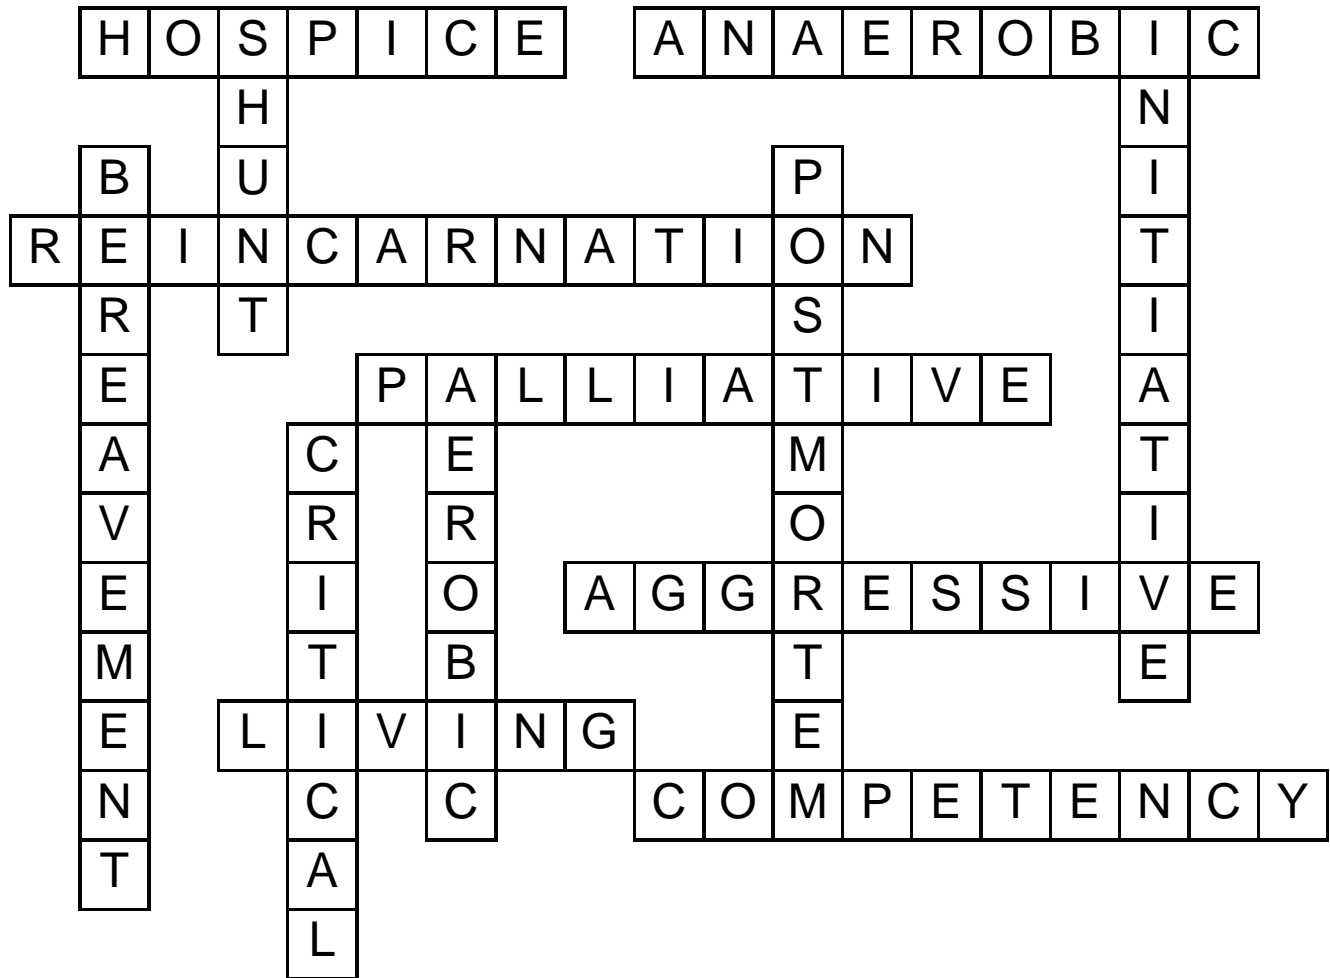 HOSPICE ANAEROBIC
H N
B U P I
REINCARNATION T
R T S I
E PALLIATIVE A
A C E M T
V R R O I
E I O AGGRESSIVE
M T B T E
E LIVING E
N C C COMPETENCY
T A
L